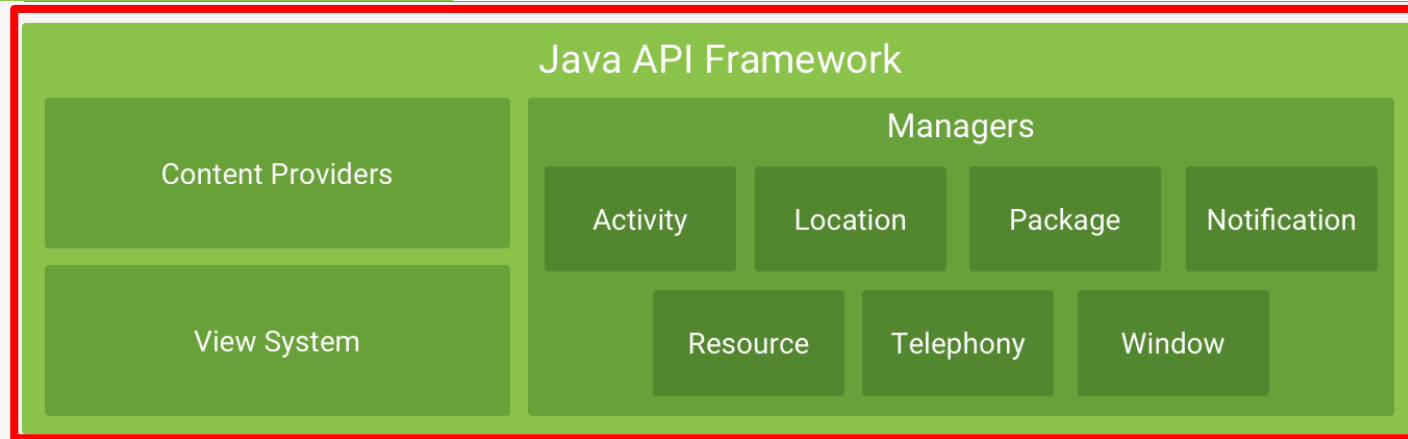 Java API Framework
Content Providers
View System
Managers
Activity
Location
Package
Notification
Resource
Telephony
Window